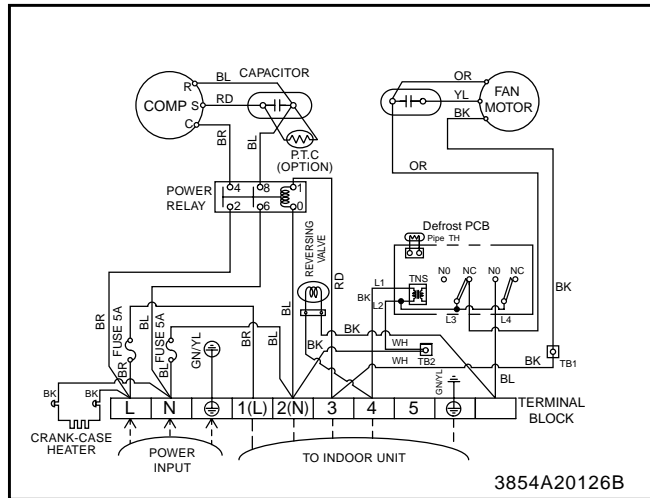 BL
CAPACITOR
R
COMP
S
RD
C
BR
BL
P.T.C
(OPTION)
OR
YL
BK
FAN
MOTOR
OR
POWER
RELAY
4
8
1
2
6
0
REVERSING
VALVE
RD
Defrost PCB
Pipe TH
N0
NC
N0
NC
L1
TNS
BK
L2
L3
L4
BK
BR
FUSE 5A
BL
FUSE 5A
GN/YL
BR
BL
BL
BR
BL
BK
BK
WH
TB2
WH
BK
TB1
BL
GN/YL
BK
BK
L
N
1(L)
2(N)
3
4
5
TERMINAL
BLOCK
CRANK-CASE
HEATER
POWER
INPUT
TO INDOOR UNIT
3854A20126B